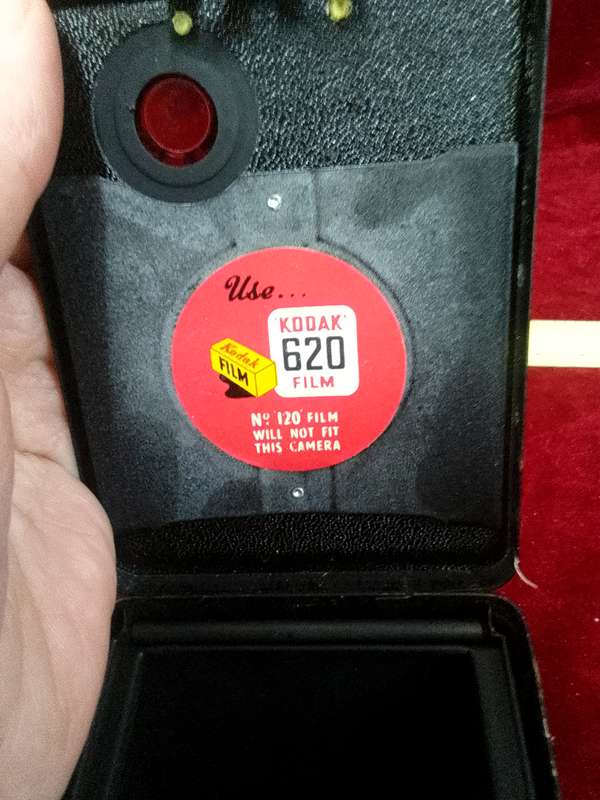 Use...
'KODAK'
620
FILM
Kodak
FILM
Nº '120' FILM
WILL NOT FIT
THIS CAMERA